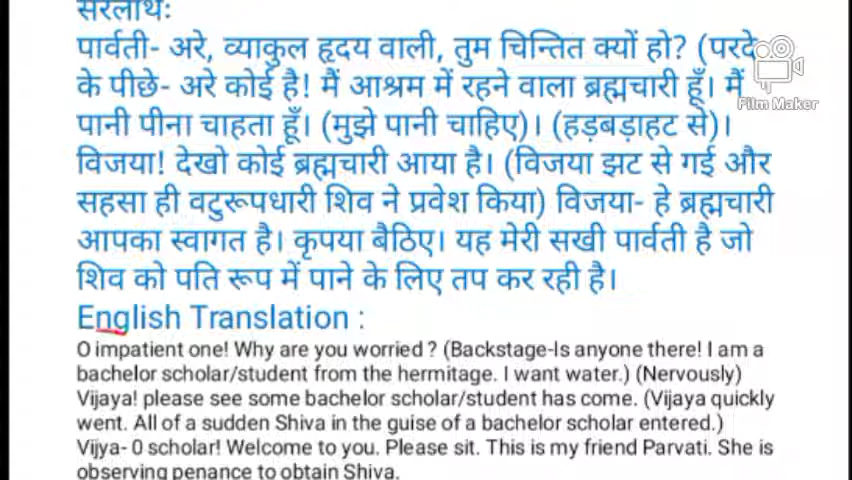 सरलार्थः
पार्वती- अरे, व्याकुल हृदय वाली, तुम चिन्तित क्यों हो? (परदे
के पीछे- अरे कोई है! मैं आश्रम में रहने वाला ब्रह्मचारी हूँ। मैं
Film Maker
पानी पीना चाहता हूँ। (मुझे पानी चाहिए)। (हड़बड़ाहट से)।
विजया! देखो कोई ब्रह्मचारी आया है। (विजया झट से गई और
सहसा ही वटुरूपधारी शिव ने प्रवेश किया) विजया- हे ब्रह्मचारी
आपका स्वागत है। कृपया बैठिए। यह मेरी सखी पार्वती है जो
शिव को पति रूप में पाने के लिए तप कर रही है।
English Translation :
O impatient one! Why are you worried ? (Backstage-Is anyone there! I am a
bachelor scholar/student from the hermitage. I want water.) (Nervously)
Vijaya! please see some bachelor scholar/student has come. (Vijaya quickly
went. All of a sudden Shiva in the guise of a bachelor scholar entered.)
Vijya- 0 scholar! Welcome to you. Please sit. This is my friend Parvati. She is
observing penance to obtain Shiva.